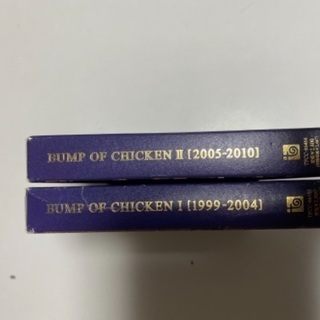 BUMP OF CHICKEN II [2005-2010]
BUMP OF CHICKEN I [1999-2004]